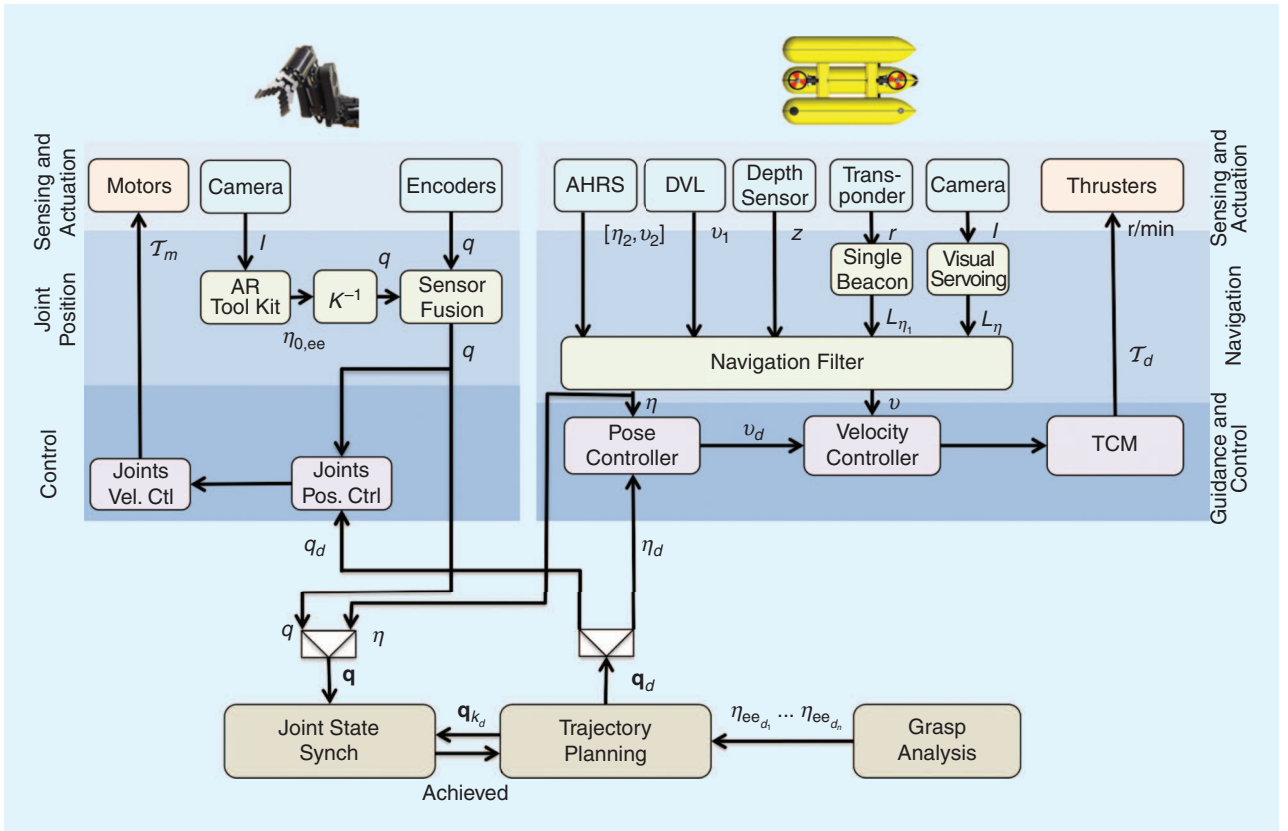 Sensing and
Actuation
Motors
Camera
Encoders
AHRS
DVL
Depth
Sensor
Trans-
ponder
Camera
Thrusters
Sensing and
Actuation
𝒯m
I
q
[η2, υ2]
υ1
z
r
I
r/min
Joint
Position
AR
Tool Kit
q
K−1
Sensor
Fusion
Single
Beacon
Visual
Servoing
Navigation
η0,ee
q
Lη1
Lη
𝒯d
Navigation Filter
η
υ
Control
Joints
Vel. Ctl
Joints
Pos. Ctrl
Pose
Controller
υd
Velocity
Controller
TCM
Guidance and
Control
qd
ηd
q
η
q
qd
Joint State
Synch
qkd
Achieved
Trajectory
Planning
ηeed1 ... ηeedn
Grasp
Analysis